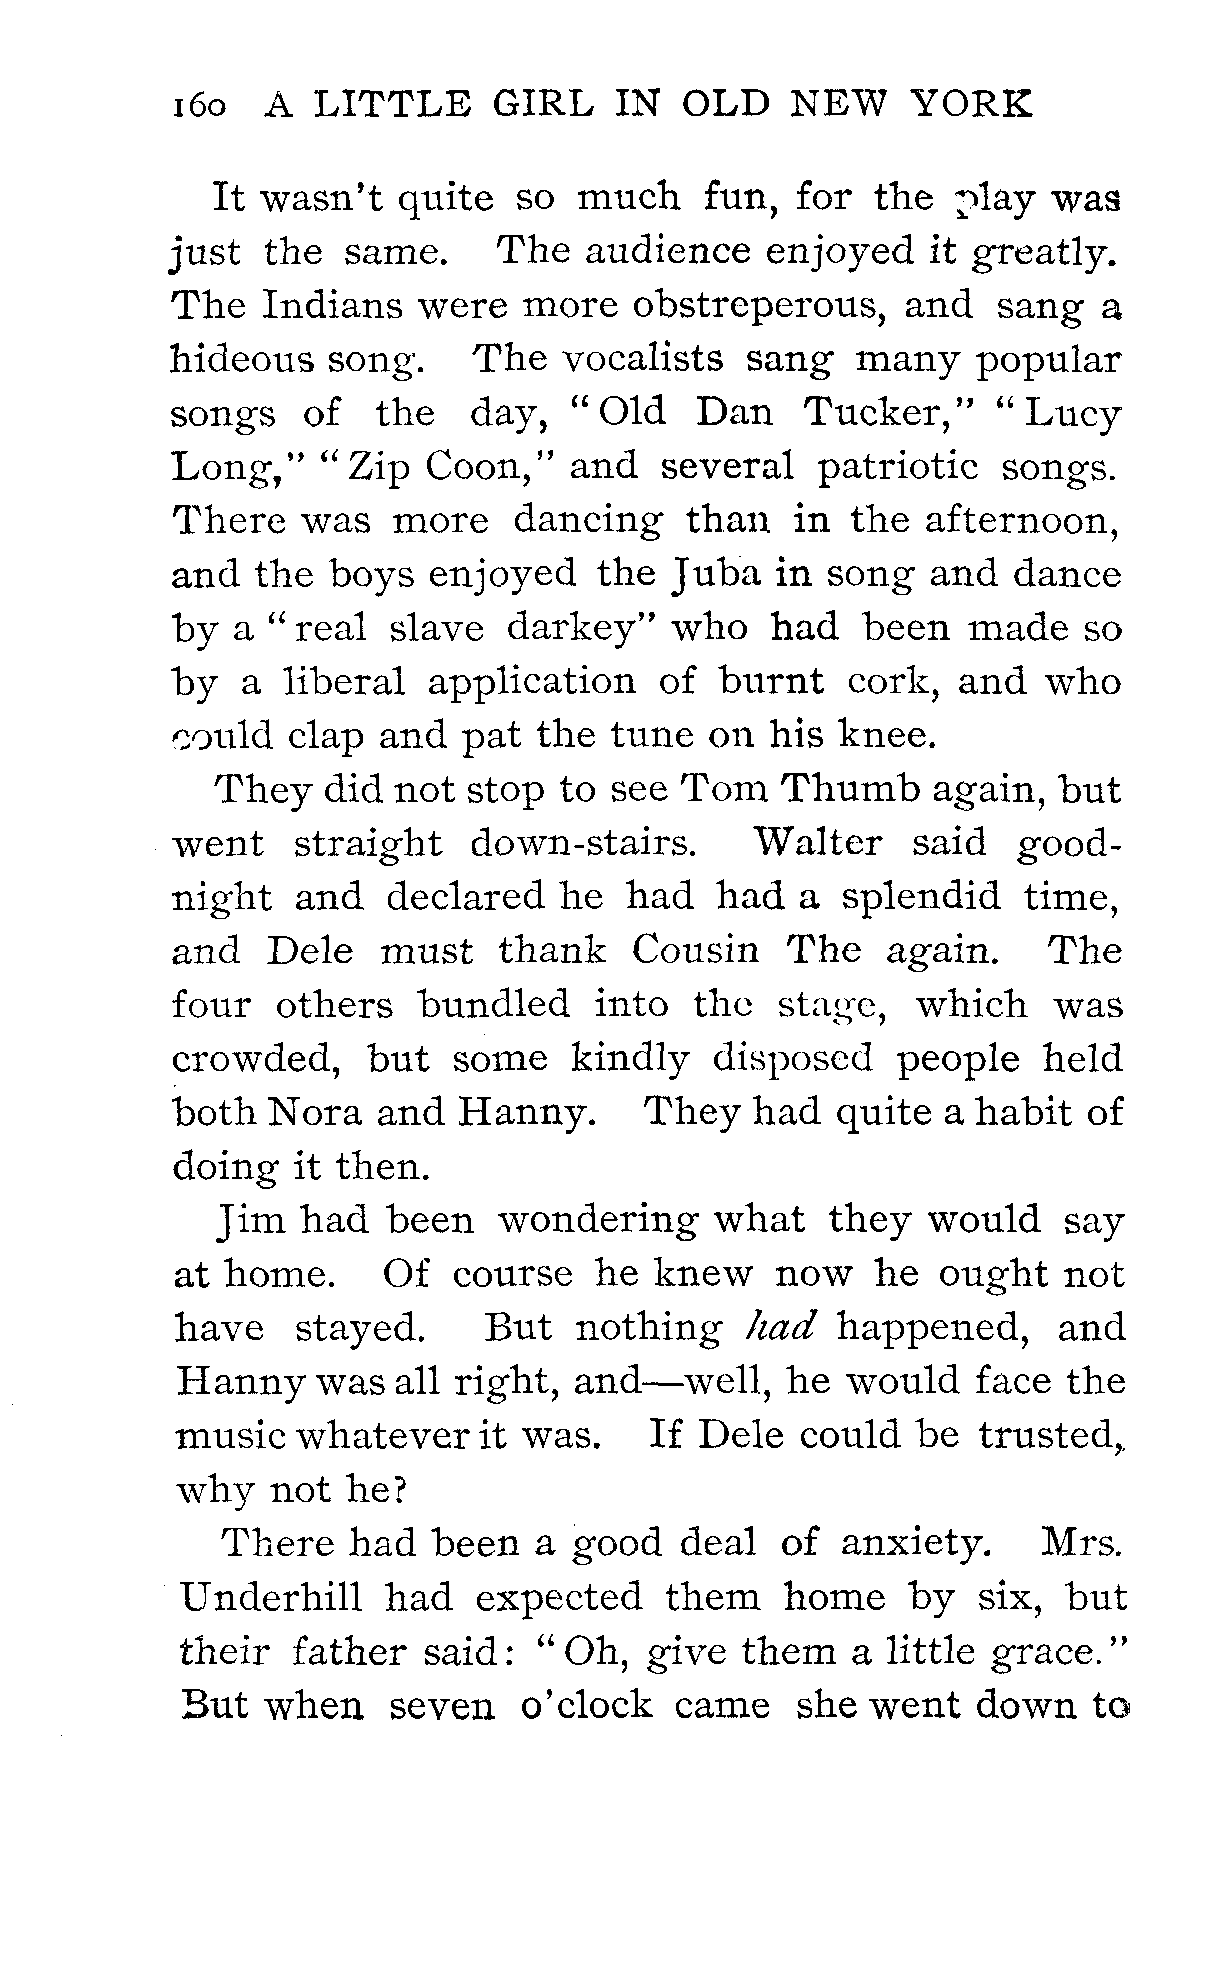 160 A LITTLE GIRL IN OLD NEW YORK
It wasn't quite so much fun, for the play was
just the same. The audience enjoyed it greatly.
The Indians were more obstreperous, and sang a
hideous song. The vocalists sang many popular
songs of the day, “Old Dan Tucker,” “Lucy
Long,” “Zip Coon,” and several patriotic songs.
There was more dancing than in the afternoon,
and the boys enjoyed the Juba in song and dance
by a “real slave darkey” who had been made so
by a liberal application of burnt cork, and who
could clap and pat the tune on his knee.
They did not stop to see Tom Thumb again, but
went straight down-stairs. Walter said good-
night and declared he had had a splendid time,
and Dele must thank Cousin The again. The
four others bundled into the stage, which was
crowded, but some kindly disposed people held
both Nora and Hanny. They had quite a habit of
doing it then.
Jim had been wondering what they would say
at home. Of course he knew now he ought not
have stayed. But nothing had happened, and
Hanny was all right, and—well, he would face the
music whatever it was. If Dele could be trusted,
why not he?
There had been a good deal of anxiety. Mrs.
Underhill had expected them home by six, but
their father said: “Oh, give them a little grace.”
But when seven o'clock came she went down to